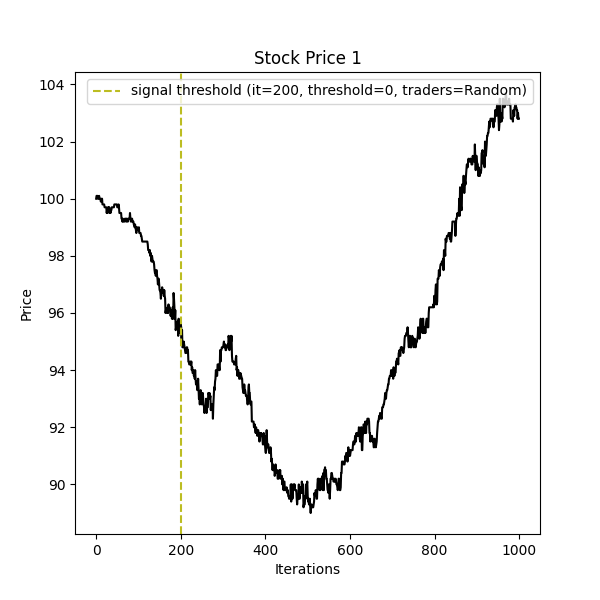 Stock Price 1
signal threshold (it=200, threshold=0, traders=Random)
104
102
100
98
96
94
92
90
Price
0 200 400 600 800 1000
Iterations